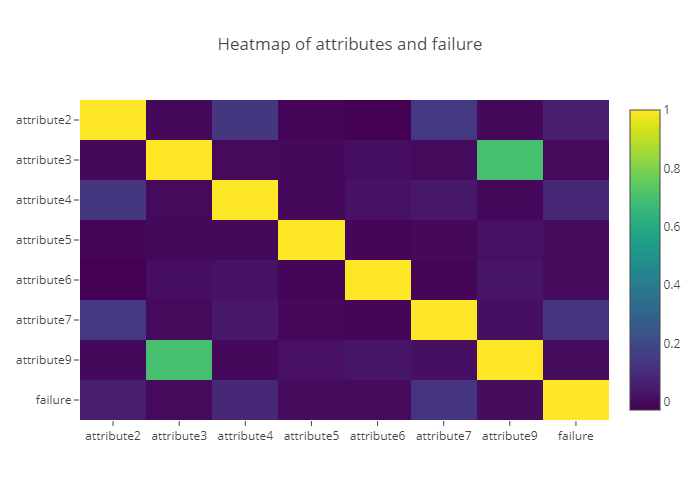 Heatmap of attributes and failure
attribute2
attribute3
attribute4
attribute5
attribute6
attribute7
attribute9
failure
attribute2 attribute3 attribute4 attribute5 attribute6 attribute7 attribute9 failure
1
0.8
0.6
0.4
0.2
0